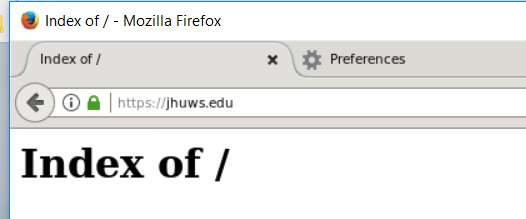 Index of / - Mozilla Firefox
Index of / Preferences
https://jhuws.edu
Index of /